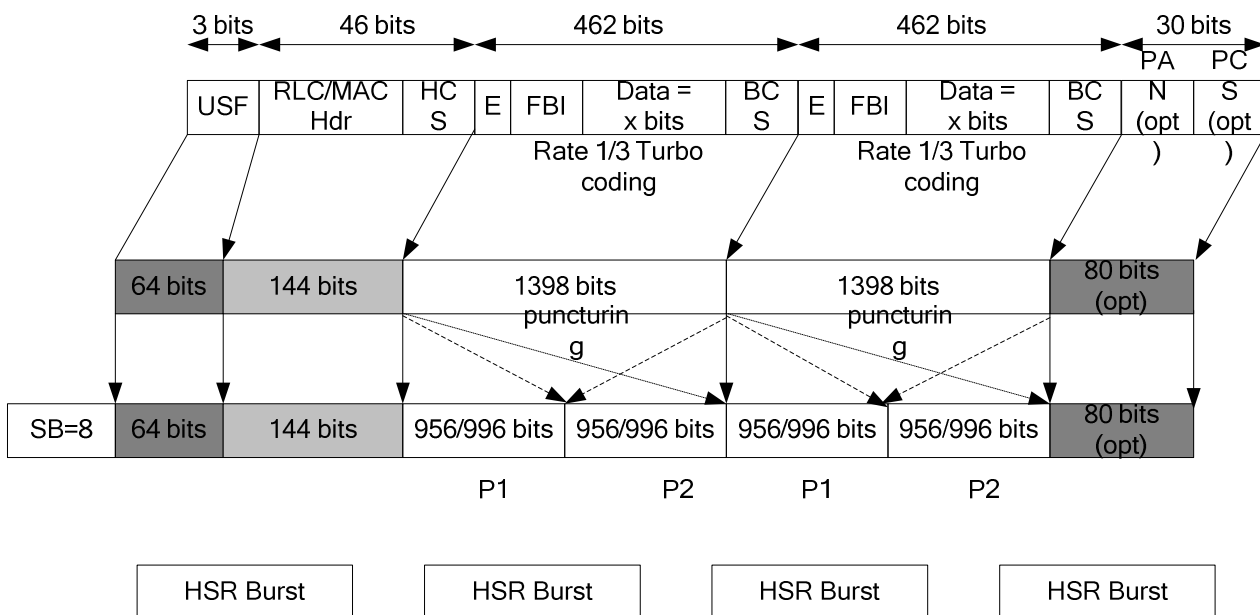 3 bits 46 bits 462 bits 462 bits 30 bits
USF
RLC/MAC
Hdr
HC
S
E
FBI
Data =
x bits
BC
S
E
FBI
Data =
x bits
BC
S
PA
N
(opt
)
PC
S
(opt
)
Rate 1/3 Turbo
coding
Rate 1/3 Turbo
coding
64 bits
144 bits
1398 bits
puncturin
g
1398 bits
puncturin
g
80 bits
(opt)
SB=8
64 bits
144 bits
956/996 bits
956/996 bits
956/996 bits
956/996 bits
80 bits
(opt)
P1 P2 P1 P2
HSR Burst HSR Burst HSR Burst HSR Burst